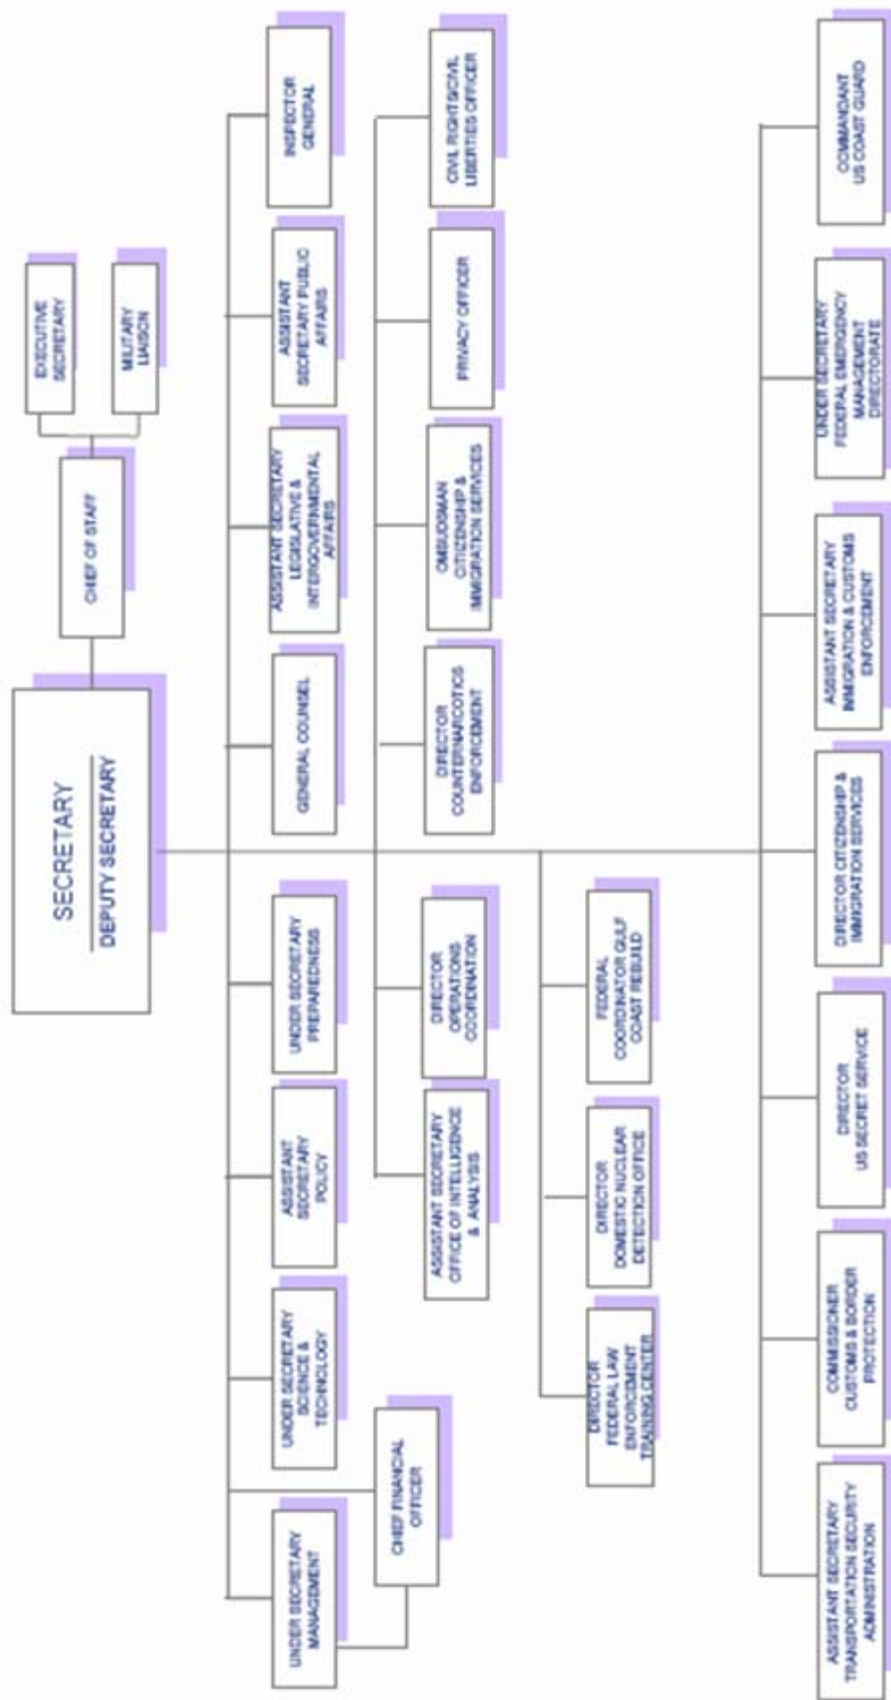 SECRETARY
DEPUTY SECRETARY
CHIEF OF STAFF
EXECUTIVE
SECRETARY
MILITARY
LIAISON
UNDER SECRETARY
MANAGEMENT
UNDER SECRETARY
SCIENCE &
TECHNOLOGY
ASSISTANT
SECRETARY
POLICY
UNDER SECRETARY
PREPAREDNESS
GENERAL COUNSEL
ASSISTANT SECRETARY
LEGISLATIVE &
INTERGOVERNMENTAL
AFFAIRS
ASSISTANT
SECRETARY PUBLIC
AFFAIRS
INSPECTOR
GENERAL
CHIEF FINANCIAL
OFFICER
ASSISTANT SECRETARY
OFFICE OF INTELLIGENCE
& ANALYSIS
DIRECTOR
OPERATIONS
COORDINATION
DIRECTOR
COUNTERNARCOTICS
ENFORCEMENT
OMBUDSMAN
CITIZENSHIP &
IMMIGRATION SERVICES
PRIVACY OFFICER
CIVIL RIGHTS/CIVIL
LIBERTIES OFFICER
DIRECTOR
FEDERAL LAW
ENFORCEMENT
TRAINING CENTER
DIRECTOR
DOMESTIC NUCLEAR
DETECTION OFFICE
FEDERAL
COORDINATOR GULF
COAST REBUILD
ASSISTANT SECRETARY
TRANSPORTATION SECURITY
ADMINISTRATION
COMMISSIONER
CUSTOMS & BORDER
PROTECTION
DIRECTOR
US SECRET SERVICE
DIRECTOR CITIZENSHIP &
IMMIGRATION SERVICES
ASSISTANT SECRETARY
IMMIGRATION & CUSTOMS
ENFORCEMENT
UNDER SECRETARY
FEDERAL EMERGENCY
MANAGEMENT
DIRECTORATE
COMMANDANT
US COAST GUARD